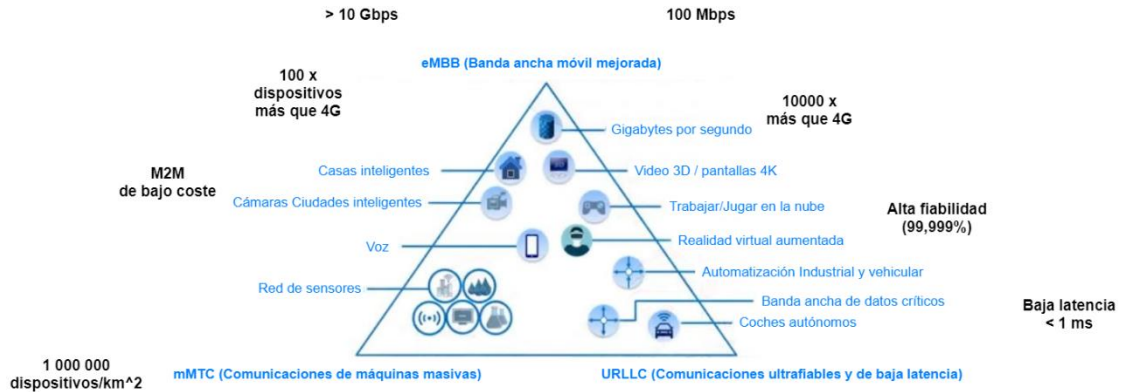 > 10 Gbps
100 Mbps
eMBB (Banda ancha móvil mejorada)
100 x
dispositivos
más que 4G
10000 x
más que 4G
Gigabytes por segundo
Casas inteligentes
Video 3D / pantallas 4K
M2M
de bajo coste
Cámaras Ciudades inteligentes
Trabajar/Jugar en la nube
Alta fiabilidad
(99,999%)
Voz
Realidad virtual aumentada
Automatización Industrial y vehicular
Red de sensores
Banda ancha de datos críticos
Coches autónomos
Baja latencia
< 1 ms
1 000 000
dispositivos/km^2
mMTC (Comunicaciones de máquinas masivas)
URLLC (Comunicaciones ultrafiables y de baja latencia)